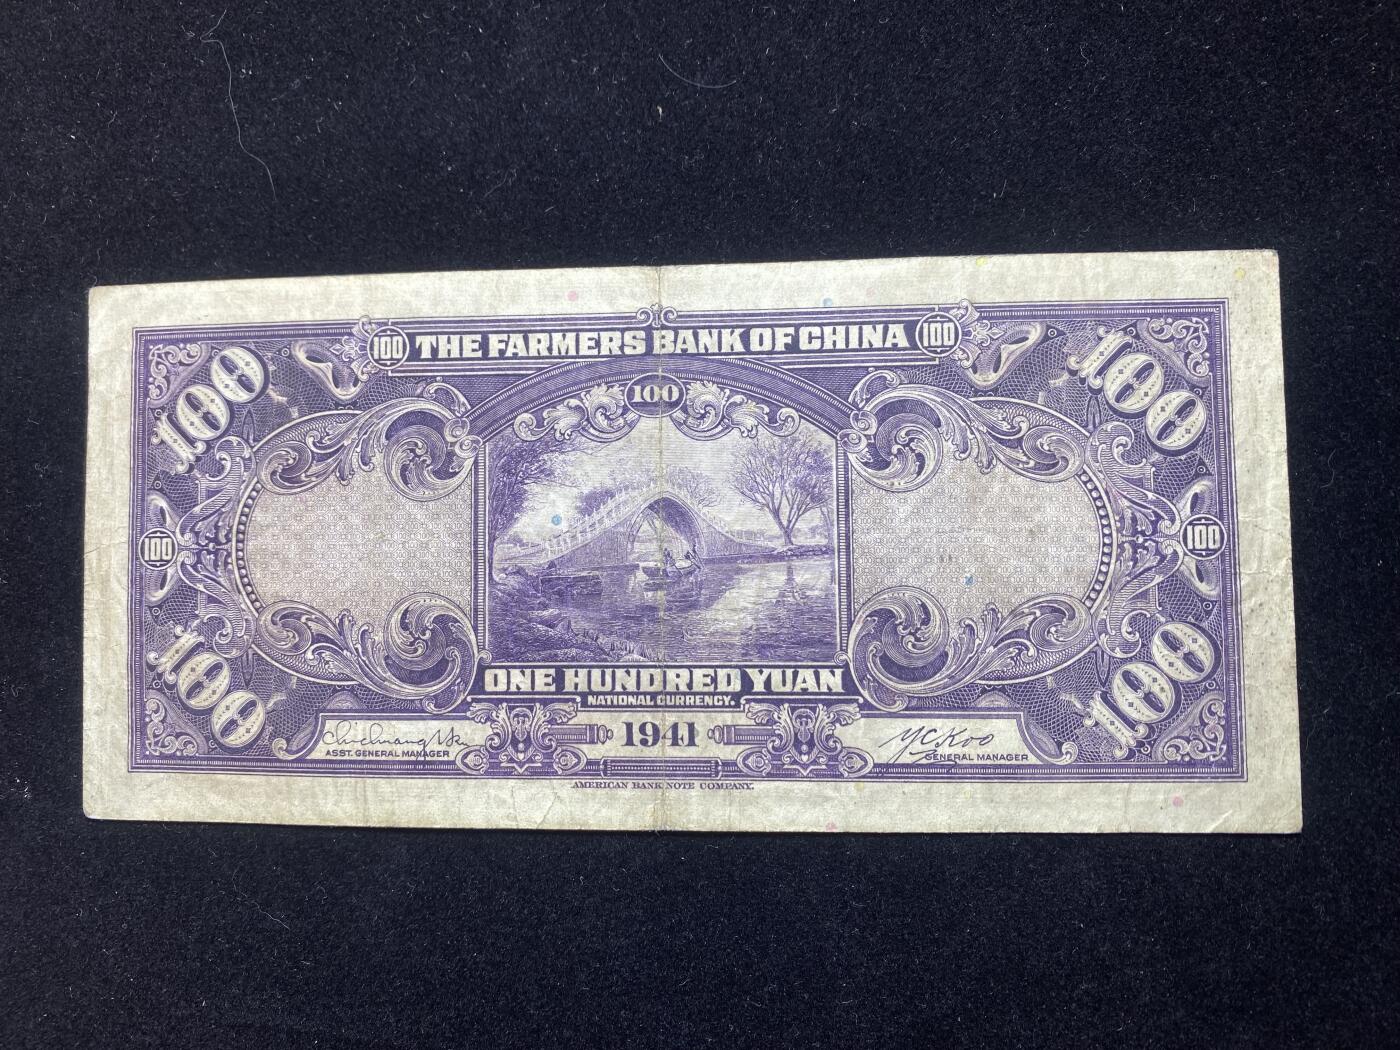 100 THE FARMERS BANK OF CHINA 100
100 100
100
100 100
ONE HUNDRED YUAN
NATIONAL CURRENCY.
100 100
1941
ASST. GENERAL MANAGER
Y C Koo
GENERAL MANAGER
AMERICAN BANK NOTE COMPANY.